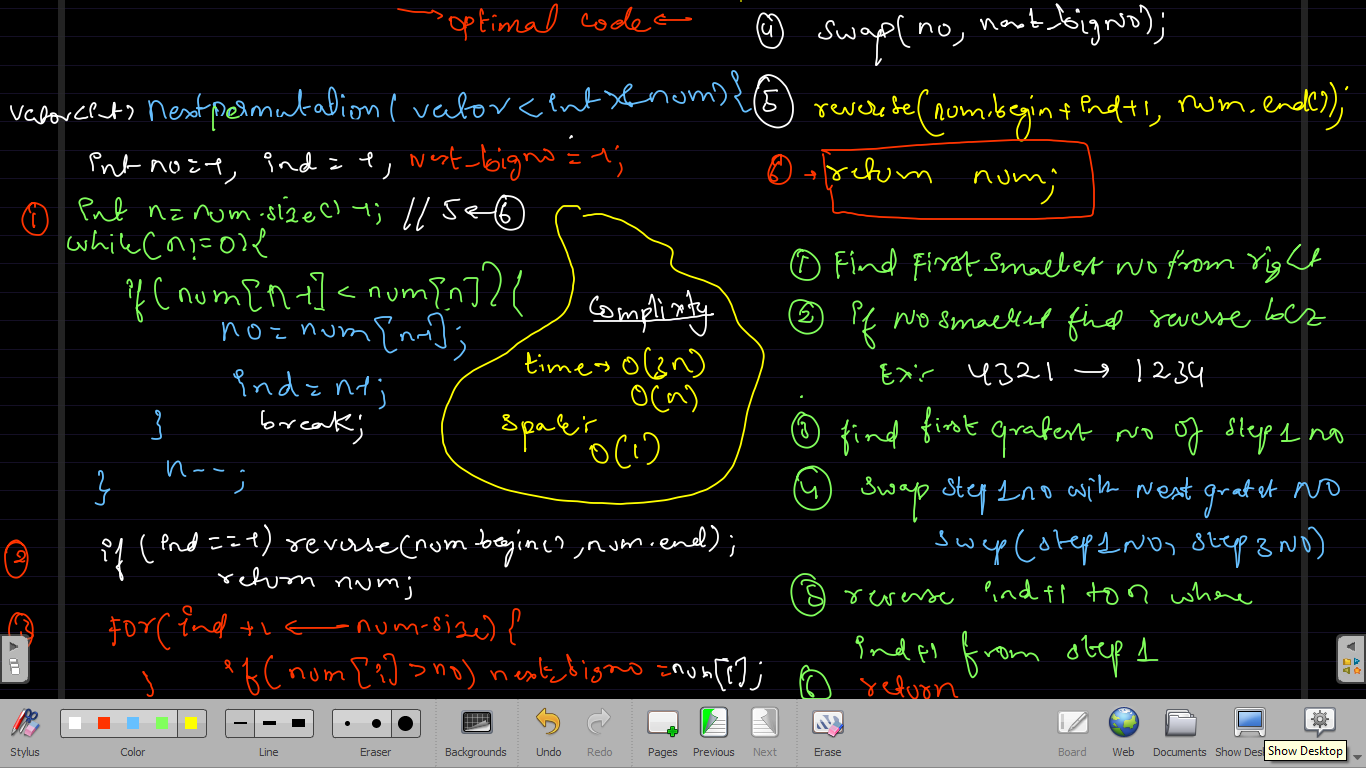 → optimal code ←
vector<int> Nextpermutation( vector<int>& num) {
int no=-1, ind = -1, next_bigno = -1;
① int n=num.size()-1; // 5 ← ⑥
while(n!=0){
if(num[n-1] < num[n]) {
no = num[n-1];
ind = n-1;
break;
}
n--;
}
② if (ind == -1) reverse(num.begin(), num.end);
return num;
③ for(ind +1 ← num.size) {
if(num[i] > no) next_bigno = num[i];
}
complixty
time → O(3n)
O(n)
space:-
O(1)
④ swap(no, next_bigno);
⑤ reverse(num.begin+ind+1, num.end());
⑥ → return num;
① Find first smallest no from right
② if no smallest find reverse
Ex:- 4321 → 1234
③ find first gratest no of step1 no
④ swap step 1 no with next gratest NO
swap(step1NO, step3NO)
⑤ reverse ind+1 to n where
ind+1 from step 1
⑥ return
Stylus
Color
Line
Eraser
Backgrounds
Undo
Redo
Pages
Previous
Next
Erase
Board
Web
Documents
Show Des
Show Desktop